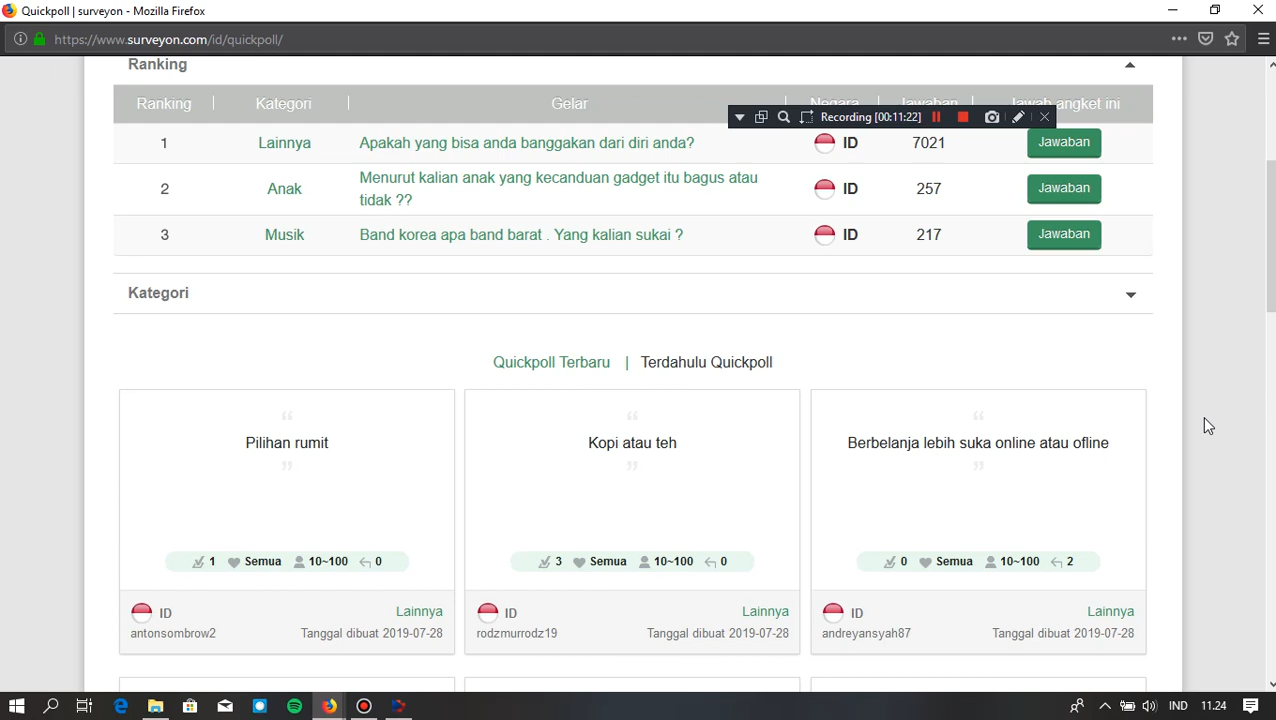 Quickpoll | surveyon - Mozilla Firefox
https://www.surveyon.com/id/quickpoll/
Ranking
Ranking Kategori Gelar Negara Jawaban Jawab angket ini
Recording [00:11:22]
1 Lainnya Apakah yang bisa anda banggakan dari diri anda? ID 7021 Jawaban
2 Anak Menurut kalian anak yang kecanduan gadget itu bagus atau
tidak ?? ID 257 Jawaban
3 Musik Band korea apa band barat . Yang kalian sukai ? ID 217 Jawaban
Kategori
Quickpoll Terbaru | Terdahulu Quickpoll
“ “ “
Pilihan rumit Kopi atau teh Berbelanja lebih suka online atau ofline
” ” ”
1 Semua 10~100 0 3 Semua 10~100 0 0 Semua 10~100 2
ID Lainnya ID Lainnya ID Lainnya
antonsombrow2 Tanggal dibuat 2019-07-28 rodzmurrodz19 Tanggal dibuat 2019-07-28 andreyansyah87 Tanggal dibuat 2019-07-28
IND 11.24